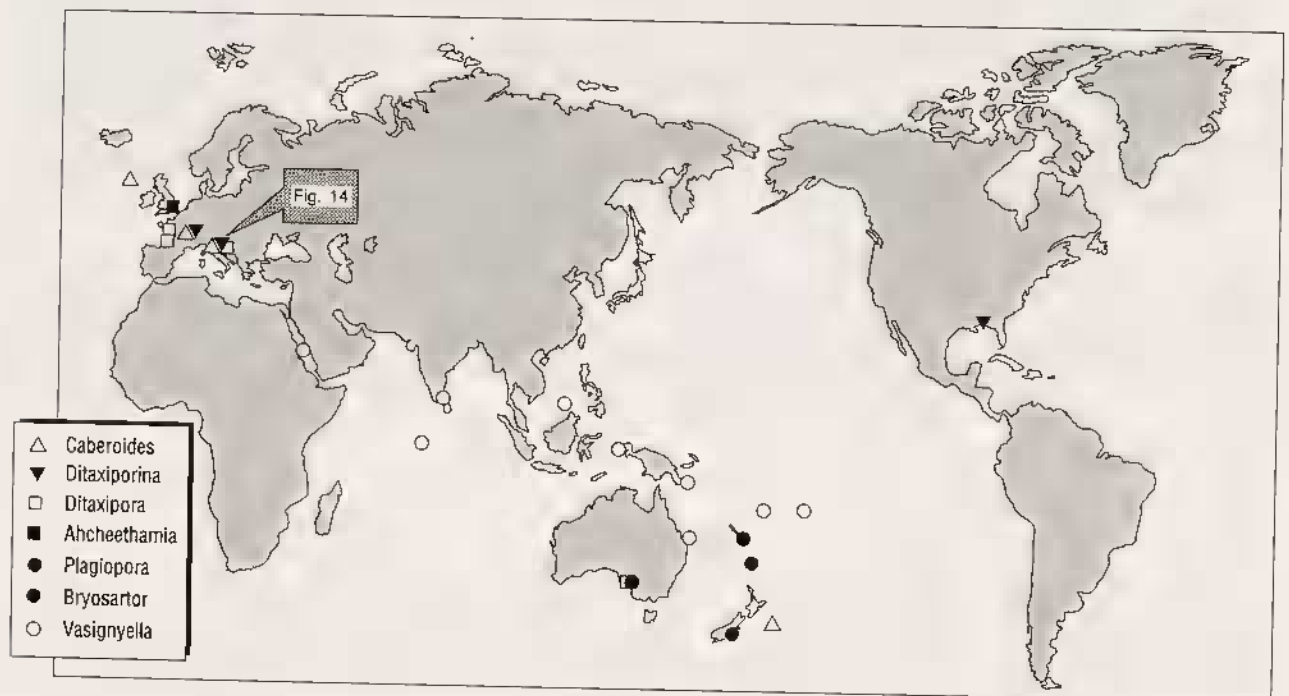 Fig. 14
Caberoides
Ditaxiporina
Ditaxipora
Ahcheethamia
Plagiopora
Bryosartor
Vasignyella